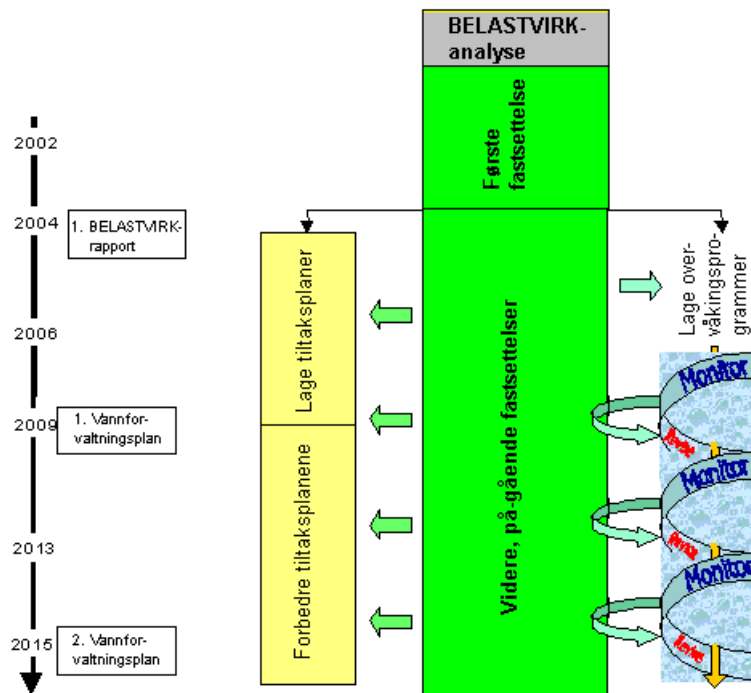 BELASTVIRK-
analyse
Første
fastsettelse
2002
2004
1. BELASTVIRK-
rapport
2006
2009
1. Vannfor-
valtningsplan
2013
2015
2. Vannfor-
valtningsplan
Lage tiltaksplaner
Forbedre tiltaksplanene
Videre, på-gående fastsettelser
Lage over-
våkingspro-
grammer
Monitor
Monitor
Monitor